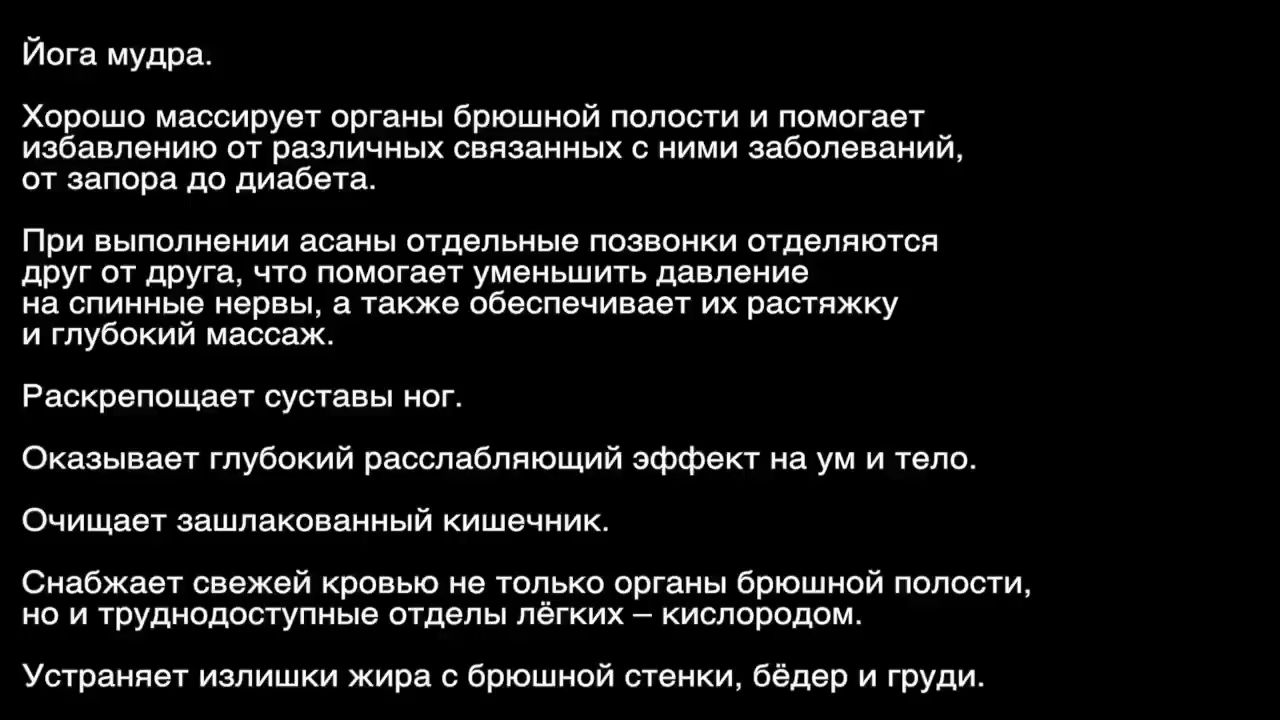 Йога мудра.
Хорошо массирует органы брюшной полости и помогает
избавлению от различных связанных с ними заболеваний,
от запора до диабета.
При выполнении асаны отдельные позвонки отделяются
друг от друга, что помогает уменьшить давление
на спинные нервы, а также обеспечивает их растяжку
и глубокий массаж.
Раскрепощает суставы ног.
Оказывает глубокий расслабляющий эффект на ум и тело.
Очищает зашлакованный кишечник.
Снабжает свежей кровью не только органы брюшной полости,
но и труднодоступные отделы лёгких – кислородом.
Устраняет излишки жира с брюшной стенки, бёдер и груди.